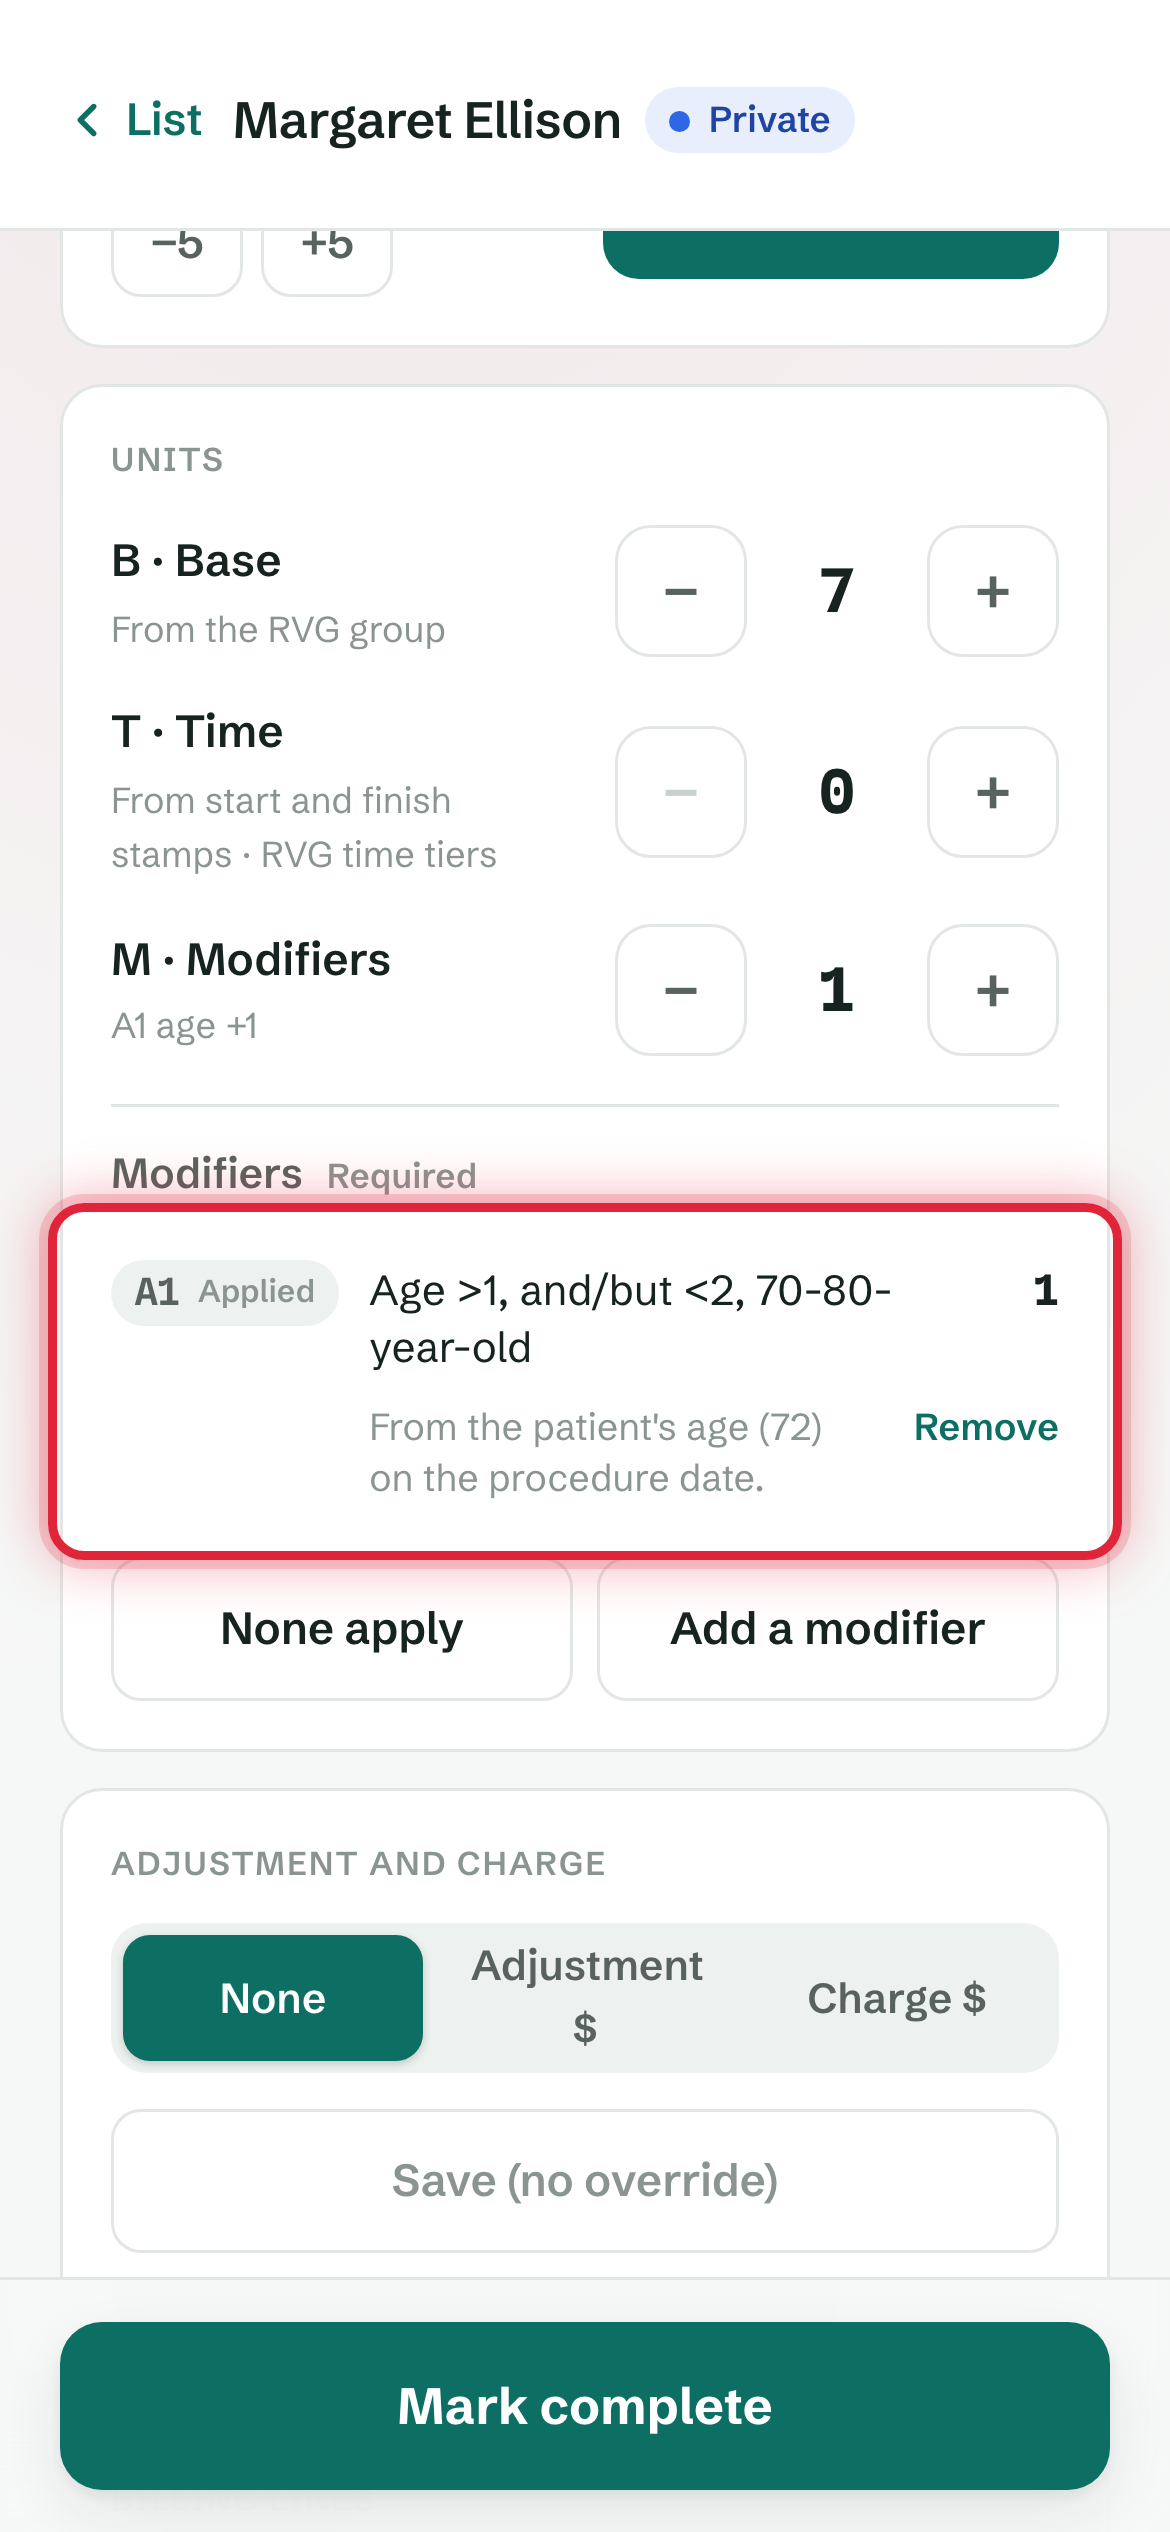 List Margaret Ellison Private
−5 +5
UNITS
B · Base
From the RVG group
− 7 +
T · Time
From start and finish
stamps · RVG time tiers
− 0 +
M · Modifiers
A1 age +1
− 1 +
Modifiers Required
A1 Applied Age >1, and/but <2, 70-80- 1
year-old
From the patient's age (72) Remove
on the procedure date.
None apply Add a modifier
ADJUSTMENT AND CHARGE
None Adjustment Charge $
$
Save (no override)
Mark complete